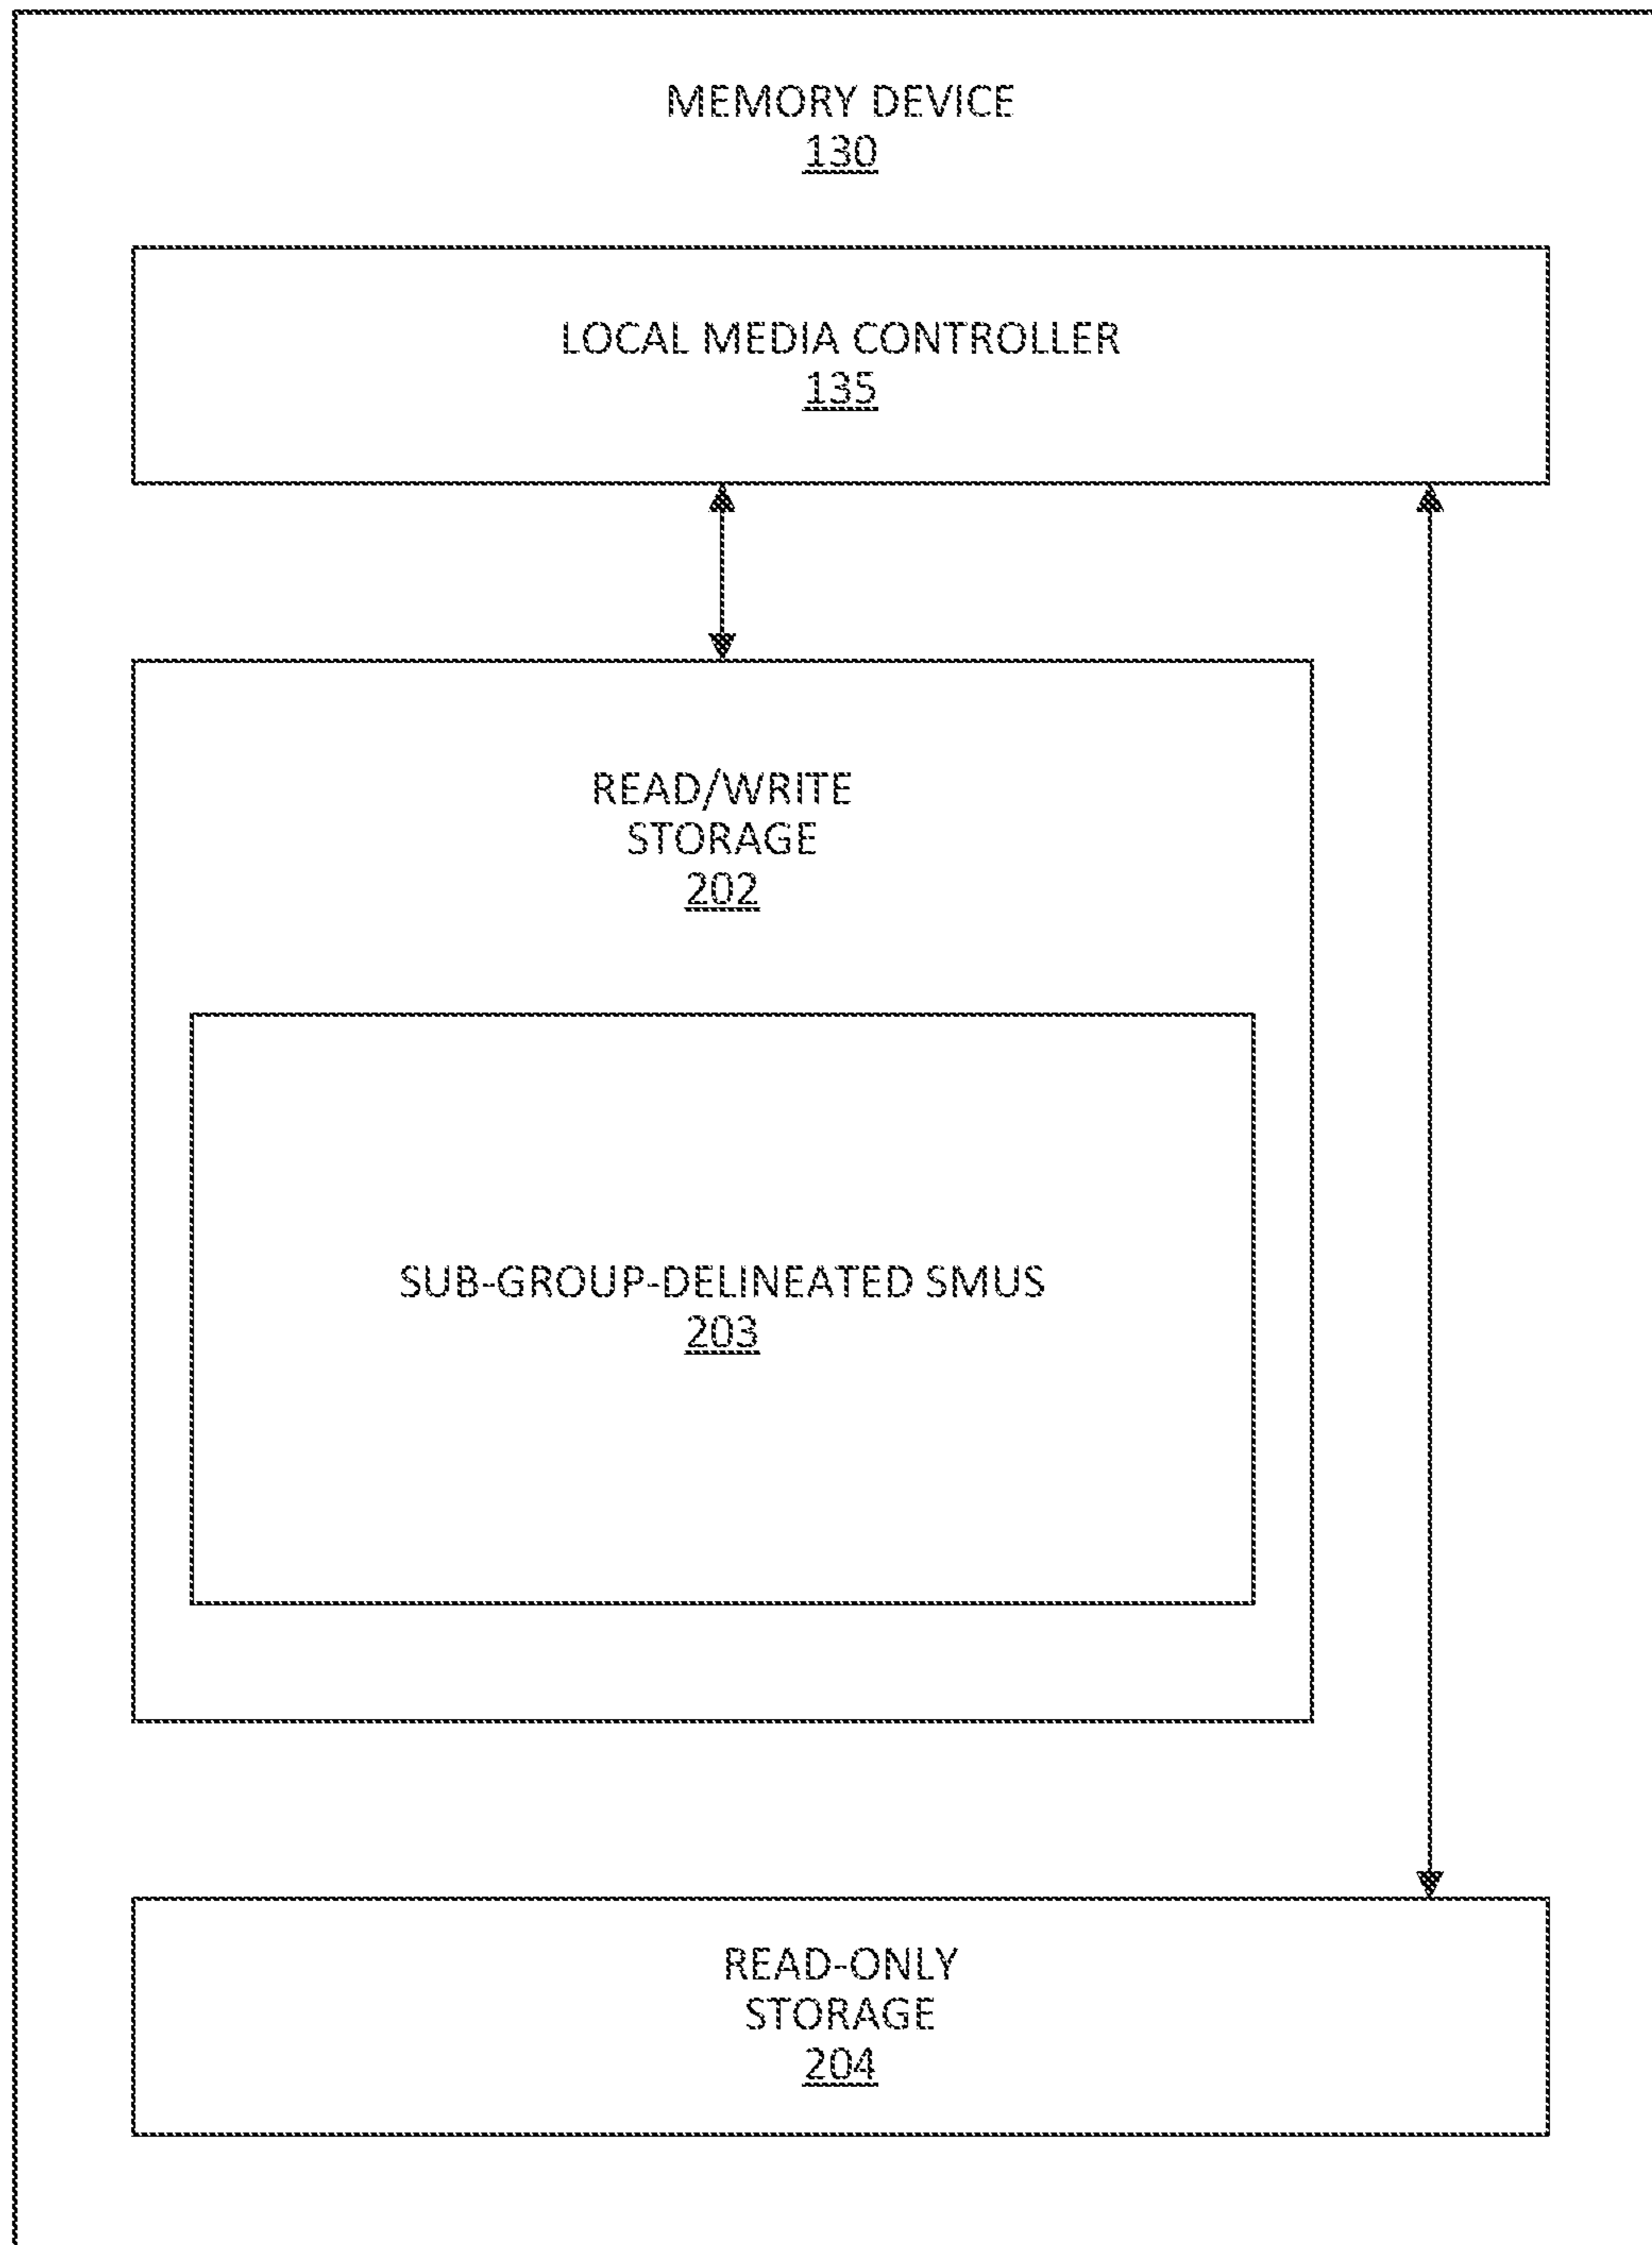 MEMORY DEVICE
130
LOCAL MEDIA CONTROLLER
135
READ/WRITE
STORAGE
202
SUB-GROUP-DELINEATED SMUS
203
READ-ONLY
STORAGE
204